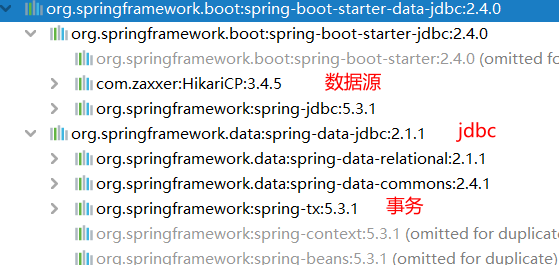 org.springframework.boot:spring-boot-starter-data-jdbc:2.4.0
org.springframework.boot:spring-boot-starter-jdbc:2.4.0
org.springframework.boot:spring-boot-starter:2.4.0 (omitted for
com.zaxxer:HikariCP:3.4.5 数据源
org.springframework:spring-jdbc:5.3.1
org.springframework.data:spring-data-jdbc:2.1.1 jdbc
org.springframework.data:spring-data-relational:2.1.1
org.springframework.data:spring-data-commons:2.4.1
org.springframework:spring-tx:5.3.1 事务
org.springframework:spring-context:5.3.1 (omitted for duplicate)
org.springframework:spring-beans:5.3.1 (omitted for duplicate)